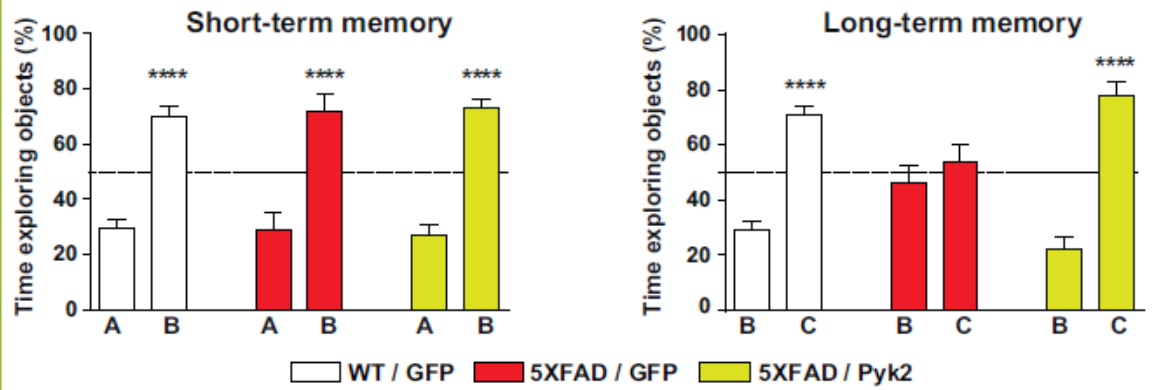 Short-term memory
Time exploring objects (%)
100
80
60
40
20
0
****
****
****
A B A B A B
Long-term memory
Time exploring objects (%)
100
80
60
40
20
0
****
****
B C B C B C
WT / GFP 5XFAD / GFP 5XFAD / Pyk2